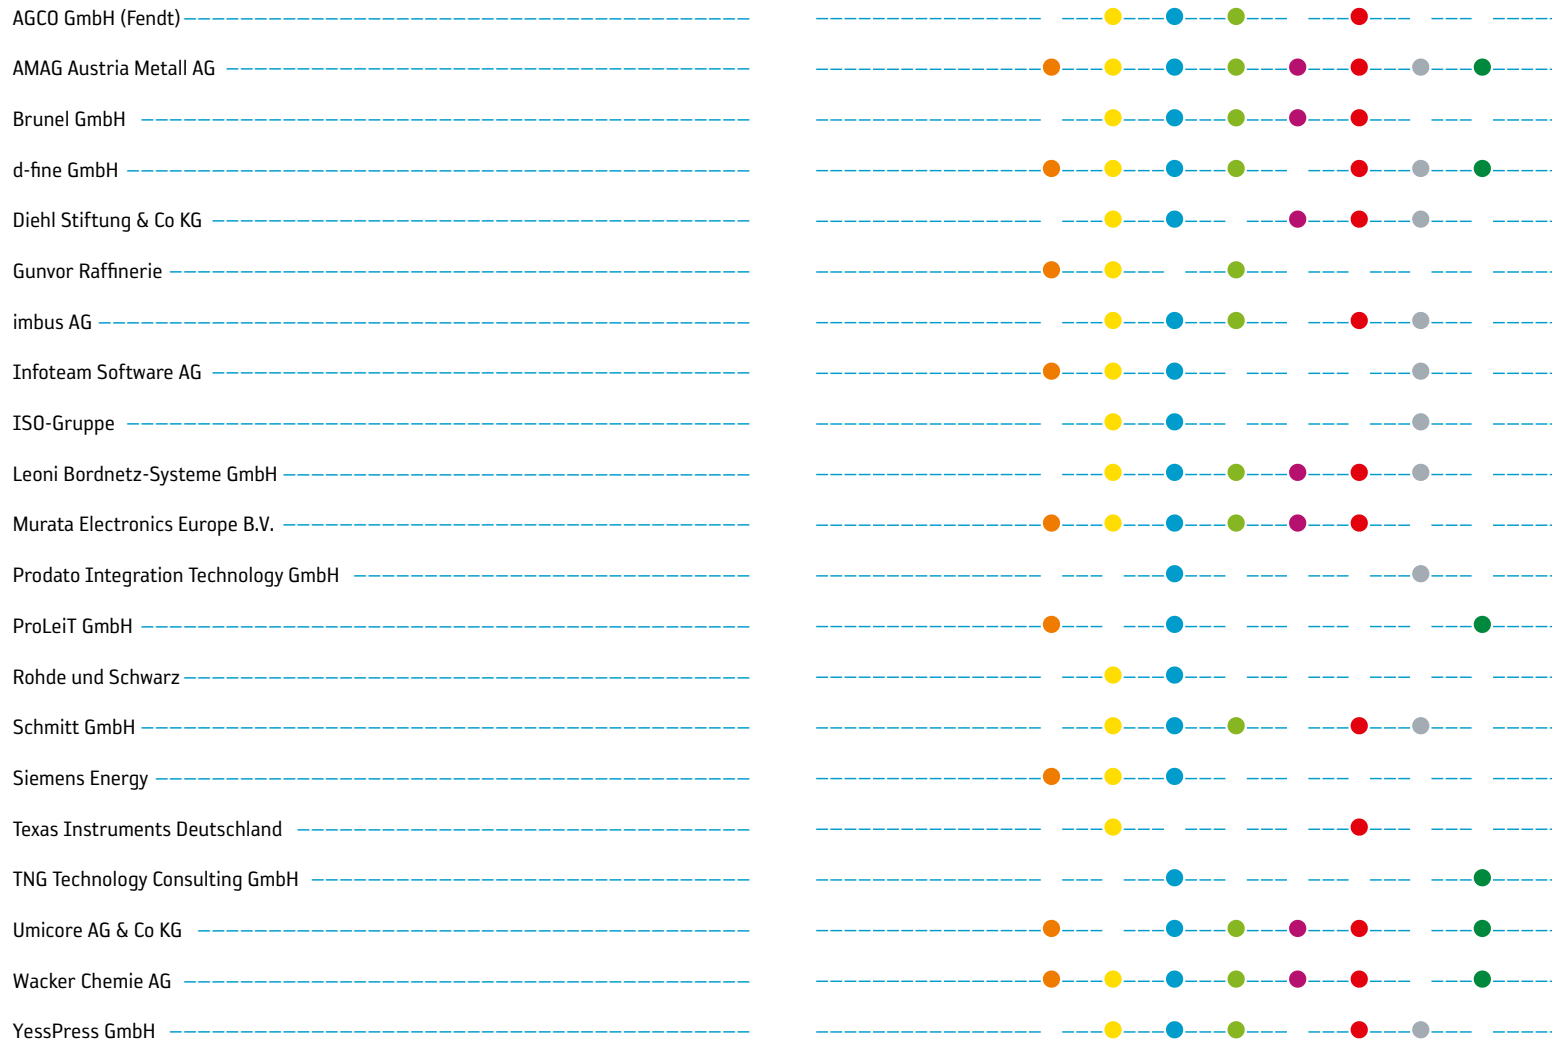 AGCO GmbH (Fendt)
AMAG Austria Metall AG
Brunel GmbH
d-fine GmbH
Diehl Stiftung & Co KG
Gunvor Raffinerie
imbus AG
Infoteam Software AG
ISO-Gruppe
Leoni Bordnetz-Systeme GmbH
Murata Electronics Europe B.V.
Prodato Integration Technology GmbH
ProLeiT GmbH
Rohde und Schwarz
Schmitt GmbH
Siemens Energy
Texas Instruments Deutschland
TNG Technology Consulting GmbH
Umicore AG & Co KG
Wacker Chemie AG
YessPress GmbH